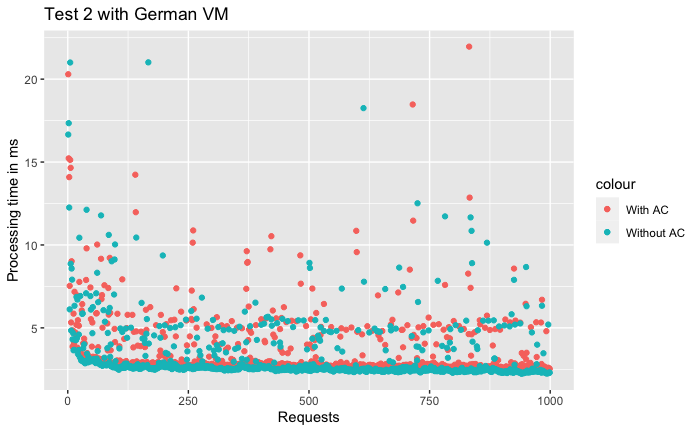 Test 2 with German VM
Processing time in ms
20
15
10
5
0
250
500
750
1000
Requests
colour
With AC
Without AC